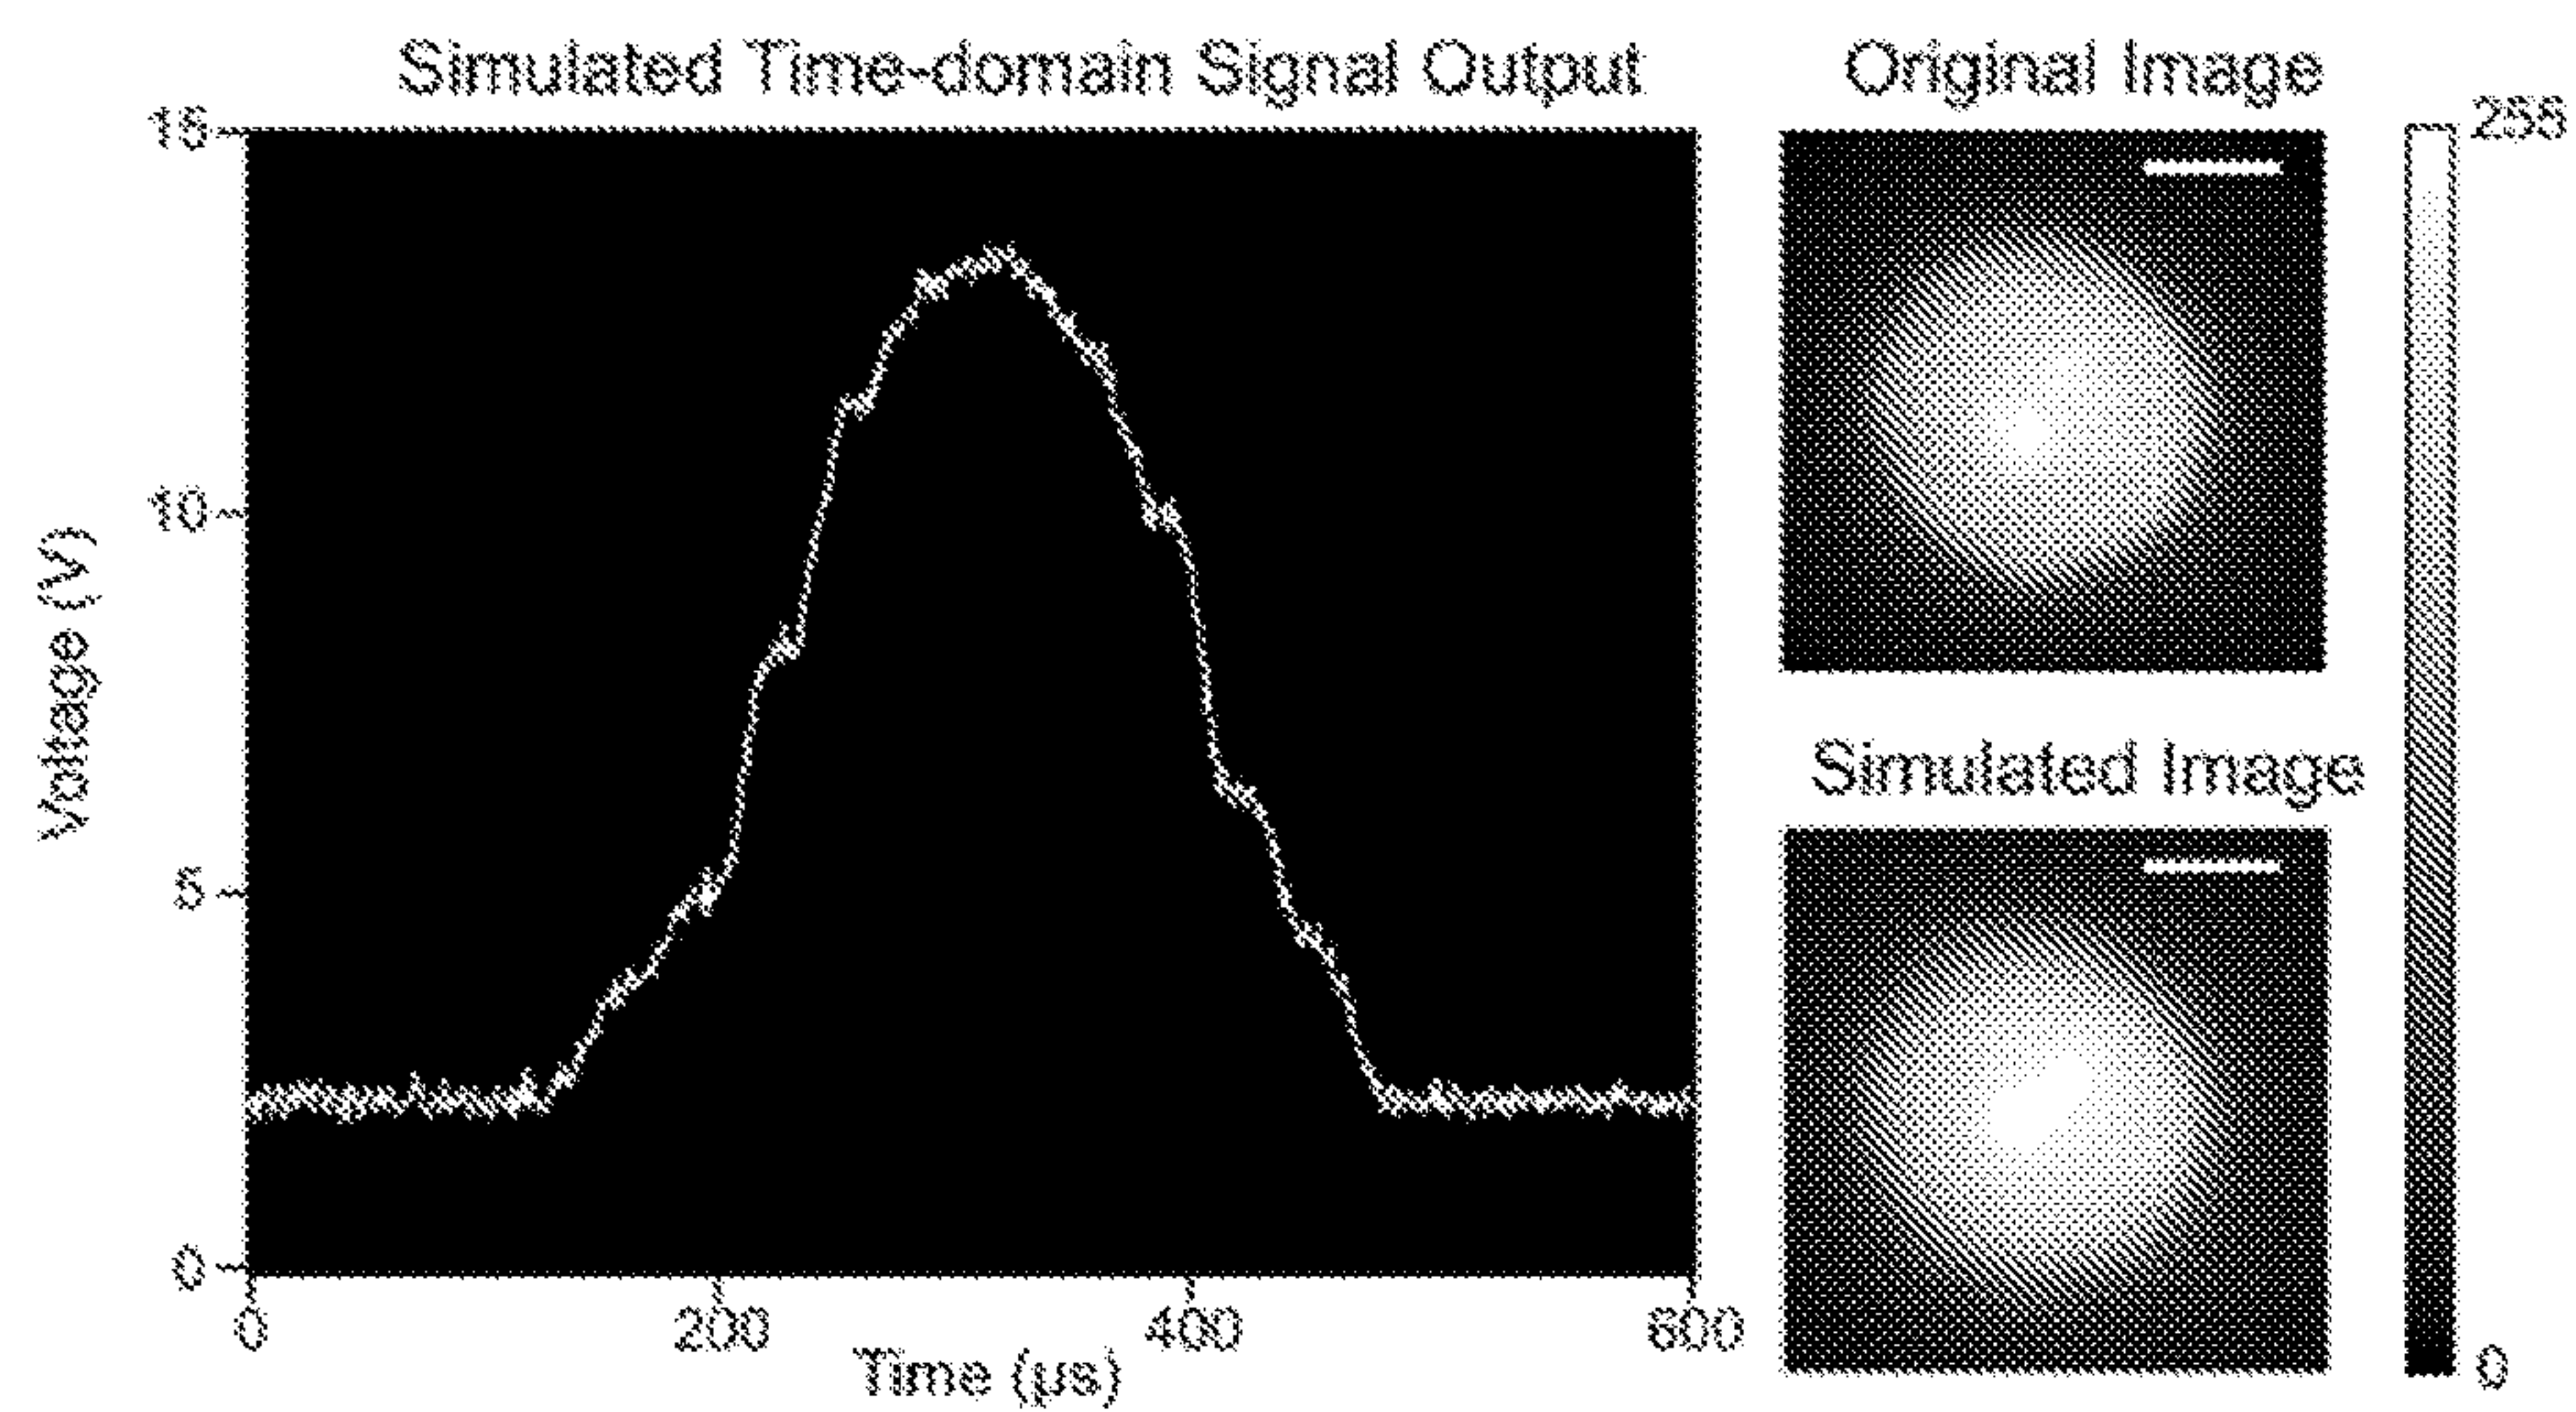 Simulated Time-domain Signal Output
Original Image
15
10
5
0
Voltage (V)
0
200
400
600
Time (μs)
255
0
Simulated Image